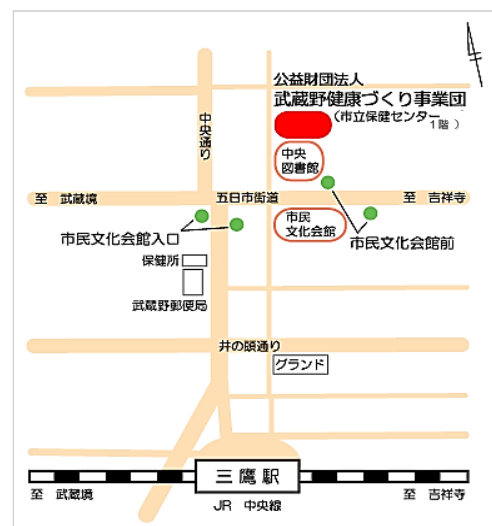 公益財団法人
武蔵野健康づくり事業団
(市立保健センター
1階 )
中央通り
中央
図書館
至 武蔵境
五日市街道
至 吉祥寺
市民
文化会館
市民文化会館入口
市民文化会館前
保健所
武蔵野郵便局
井の頭通り
グランド
三鷹駅
至 武蔵境
JR 中央線
至 吉祥寺